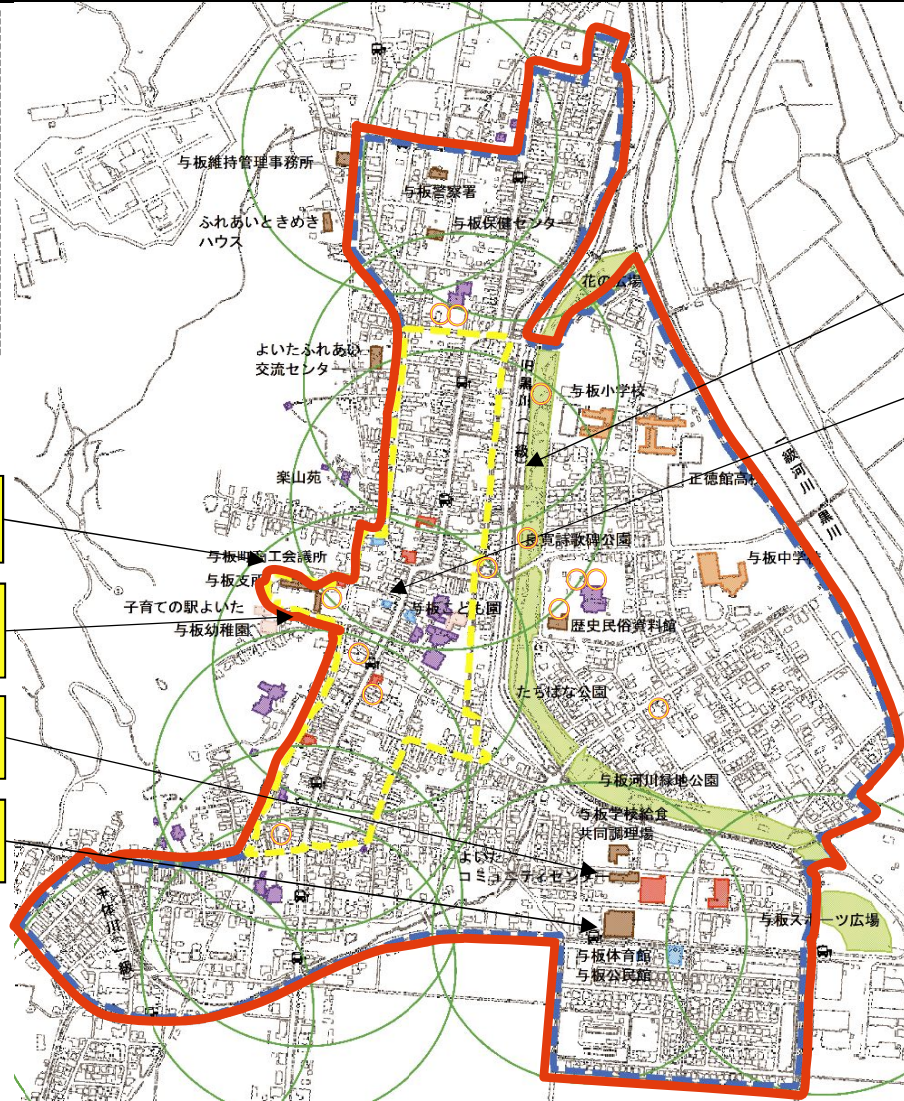 与板維持管理事務所
与板警察署
ふれあいときめき
ハウス
与板保健センター
花の広場
よいたふれあい
交流センター
旧黒川（一級
与板小学校
正徳館高校
一級河川 黒川
楽山苑
良寛詩歌碑公園
与板町商工会議所
与板中学校
与板支所
子育ての駅よいた
与板こども園
与板幼稚園
歴史民俗資料館
たちばな公園
与板河川緑地公園
与板学校給食
共同調理場
よいた
コミュニティセン
与板スポーツ広場
与板体育館
与板公民館